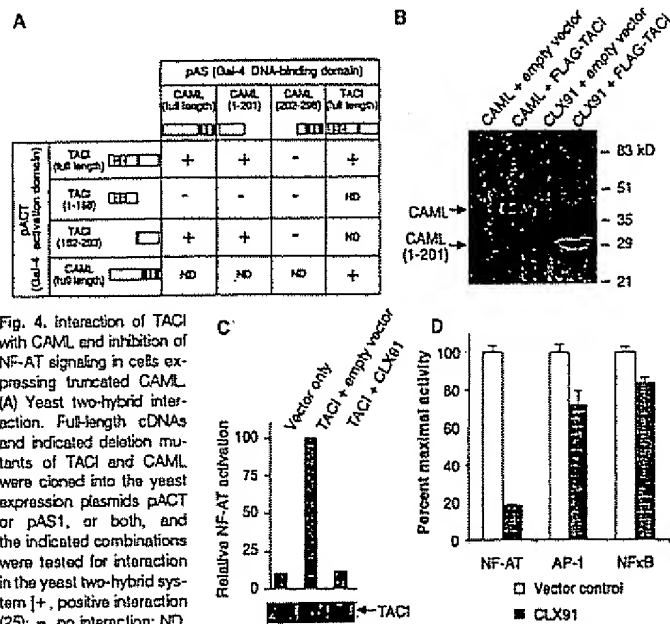 A
pAS [Gal-4 DNA-binding domain]
CAML (full length)
CAML (1-201)
CAML (202-296)
TACI (full length)
pACT (Gal-4 activation domain)
TACI (full length) + + - +
TACI - - - ND
TACI + + - ND
CAML (full length) ND ND ND +
B
CAML + empty vector
CAML + FLAG-TACI
CLX91 + empty vector
CLX91 + FLAG-TACI
83 kD
51
35
29
21
CAML
CAML (1-201)
Fig. 4. Interaction of TACI
with CAML and inhibition of
NF-AT signaling in cells ex-
pressing truncated CAML.
(A) Yeast two-hybrid inter-
action. Full-length cDNAs
and indicated deletion mu-
tants of TACI and CAML
were cloned into the yeast
expression plasmids pACT
or pAS1, or both, and
the indicated combinations
were tested for interaction
in the yeast two-hybrid sys-
tem [+, positive interaction
(25); -, no interaction; ND,
C
Vector only
TACI + empty vector
TACI + CLX91
Relative NF-AT activation
100
75
50
25
0
TACI
D
Percent maximal activity
100
80
60
40
20
0
NF-AT AP-1 NFκB
Vector control
CLX91